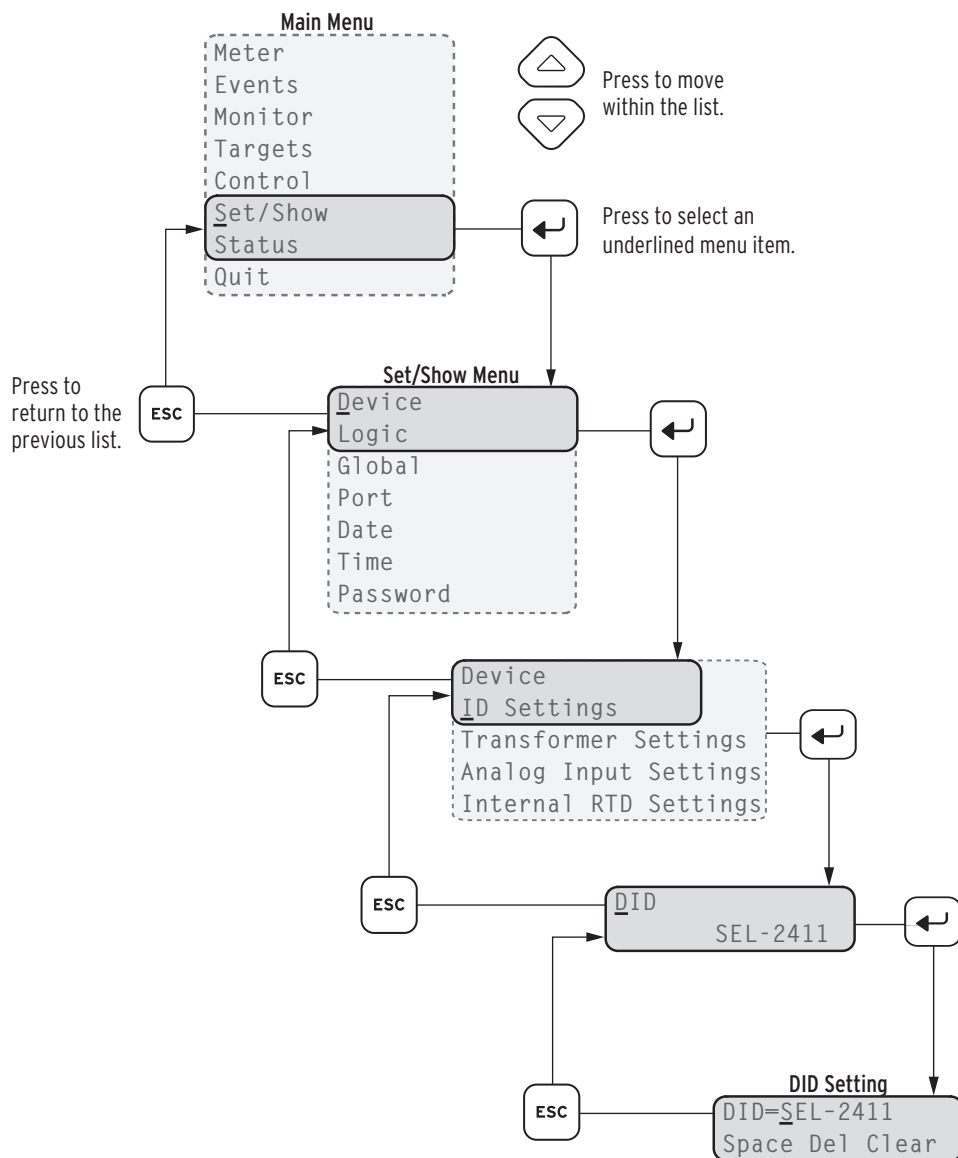 Main Menu
Meter
Events
Monitor
Targets
Control
Set/Show
Status
Quit
Press to move
within the list.
Press to select an
underlined menu item.
Press to
return to the
previous list.
ESC
Set/Show Menu
Device
Logic
Global
Port
Date
Time
Password
ESC
Device
ID Settings
Transformer Settings
Analog Input Settings
Internal RTD Settings
ESC
DID
SEL-2411
ESC
DID Setting
DID=SEL-2411
Space Del Clear